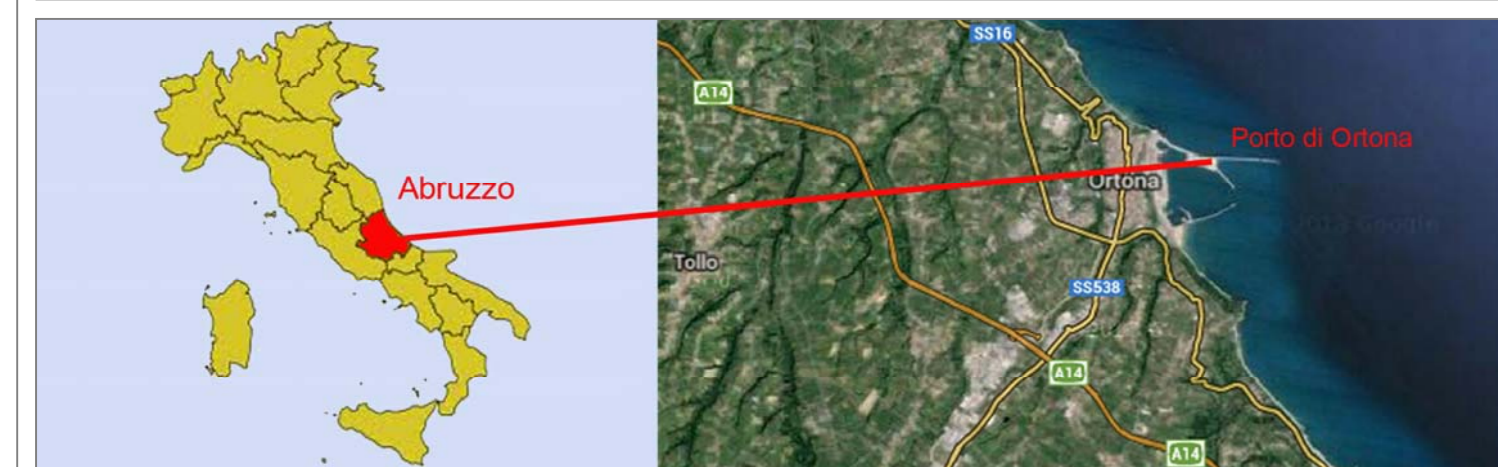 SS16
A14
Porto di Ortona
Abruzzo
Ortona
Tollo
SS538
A14
A14